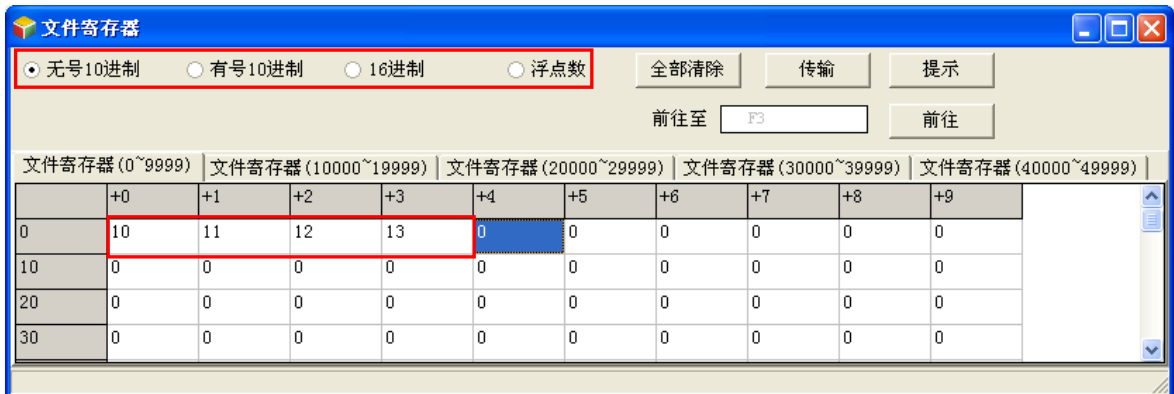 文件寄存器
无号10进制 有号10进制 16进制 浮点数 全部清除 传输 提示
前往至 F3 前往
文件寄存器(0~9999) 文件寄存器(10000~19999) 文件寄存器(20000~29999) 文件寄存器(30000~39999) 文件寄存器(40000~49999)
+0 +1 +2 +3 +4 +5 +6 +7 +8 +9
0 10 11 12 13 0 0 0 0 0 0
10 0 0 0 0 0 0 0 0 0 0
20 0 0 0 0 0 0 0 0 0 0
30 0 0 0 0 0 0 0 0 0 0